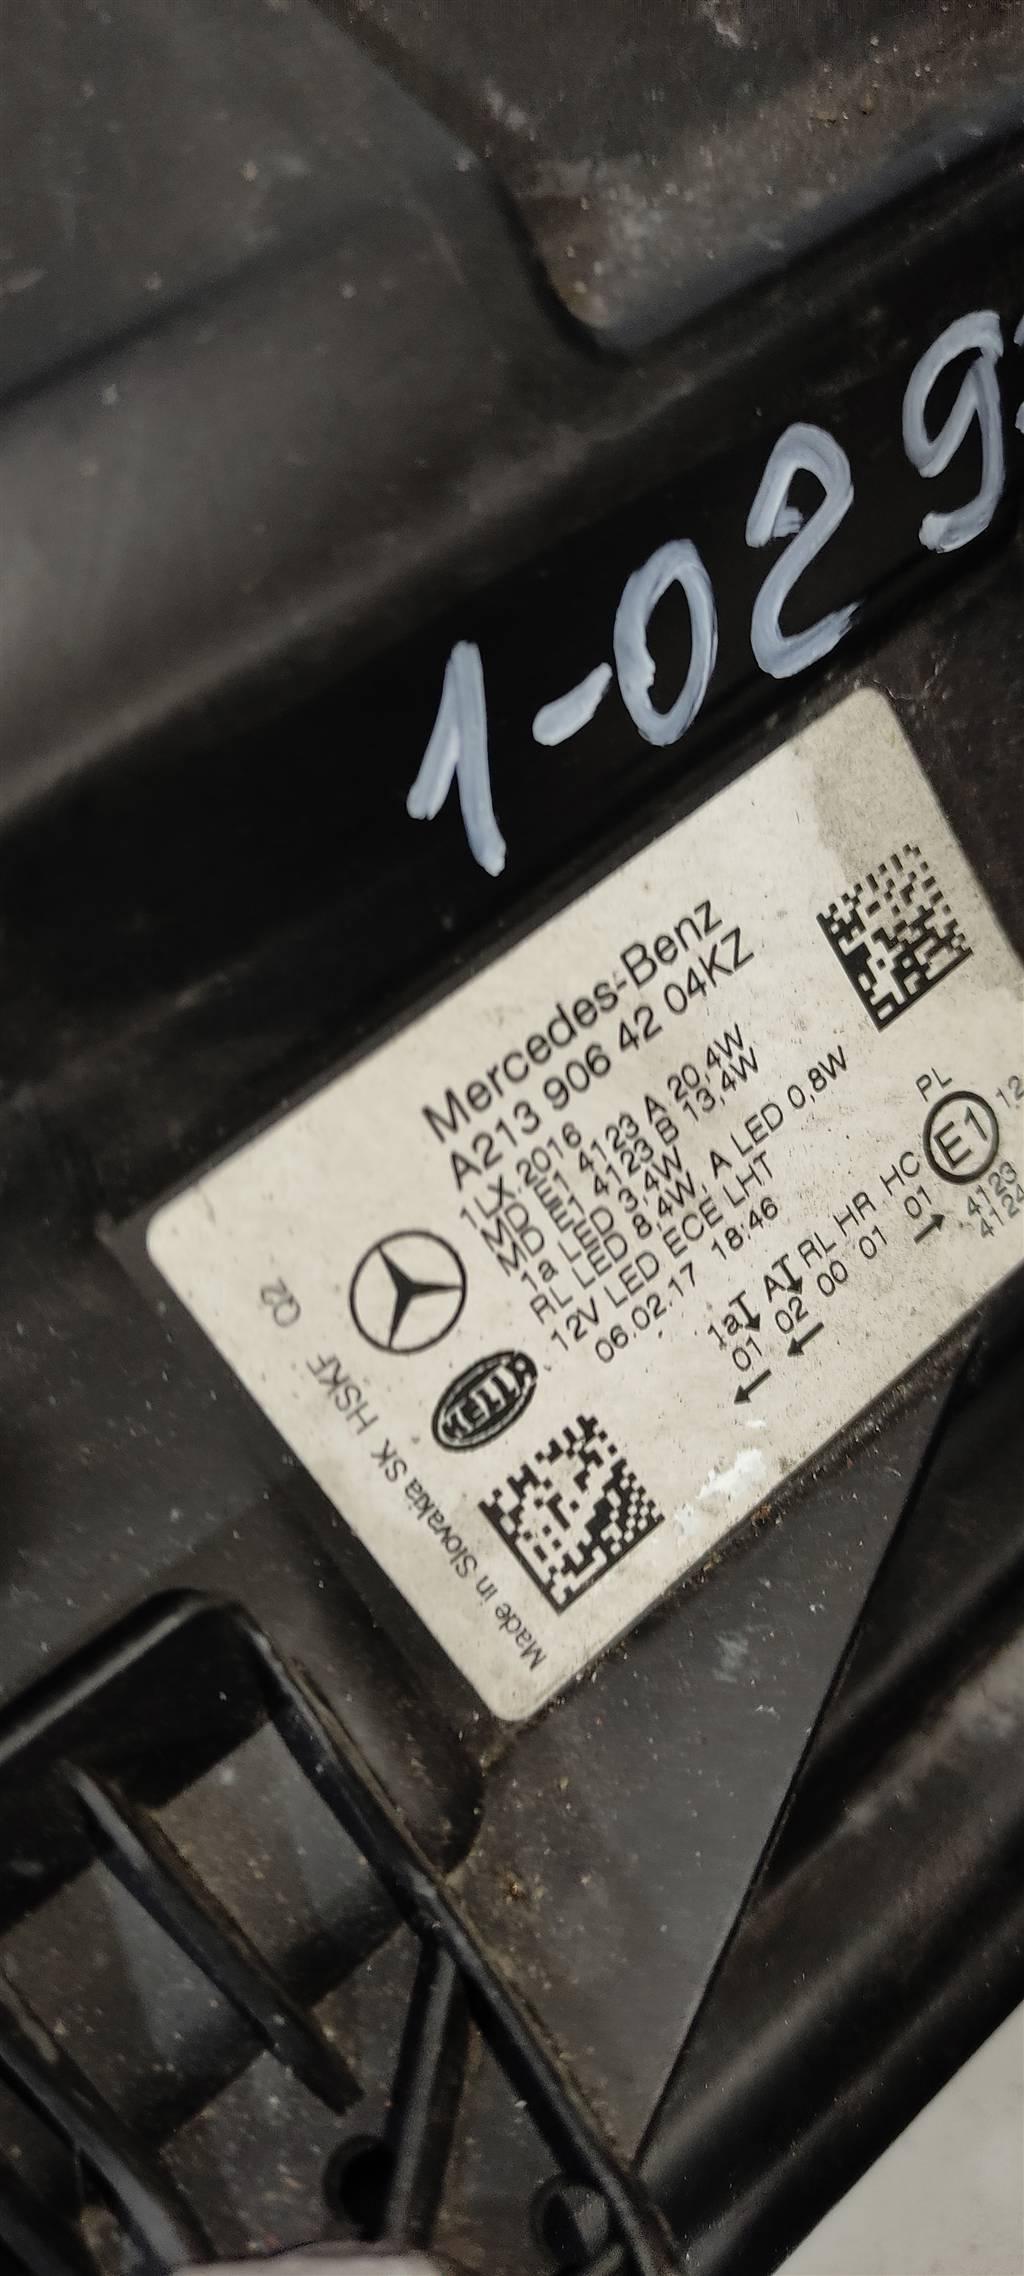 1-029
Mercedes-Benz
A213 906 42 04KZ
1LX.2016
MD E1 4123 A 20,4W
MD E1 4123 B 13,4W
1a LED 3,4W
RL LED 8,4W, A LED 0,8W
12V LED ECE LHT
06.02.17 18:46
PL
1aT AT RL HR HC
01 02 00 01 01
E1
12
4123
4124
HELLA
Q2
Made in Slovakia SK HSKF